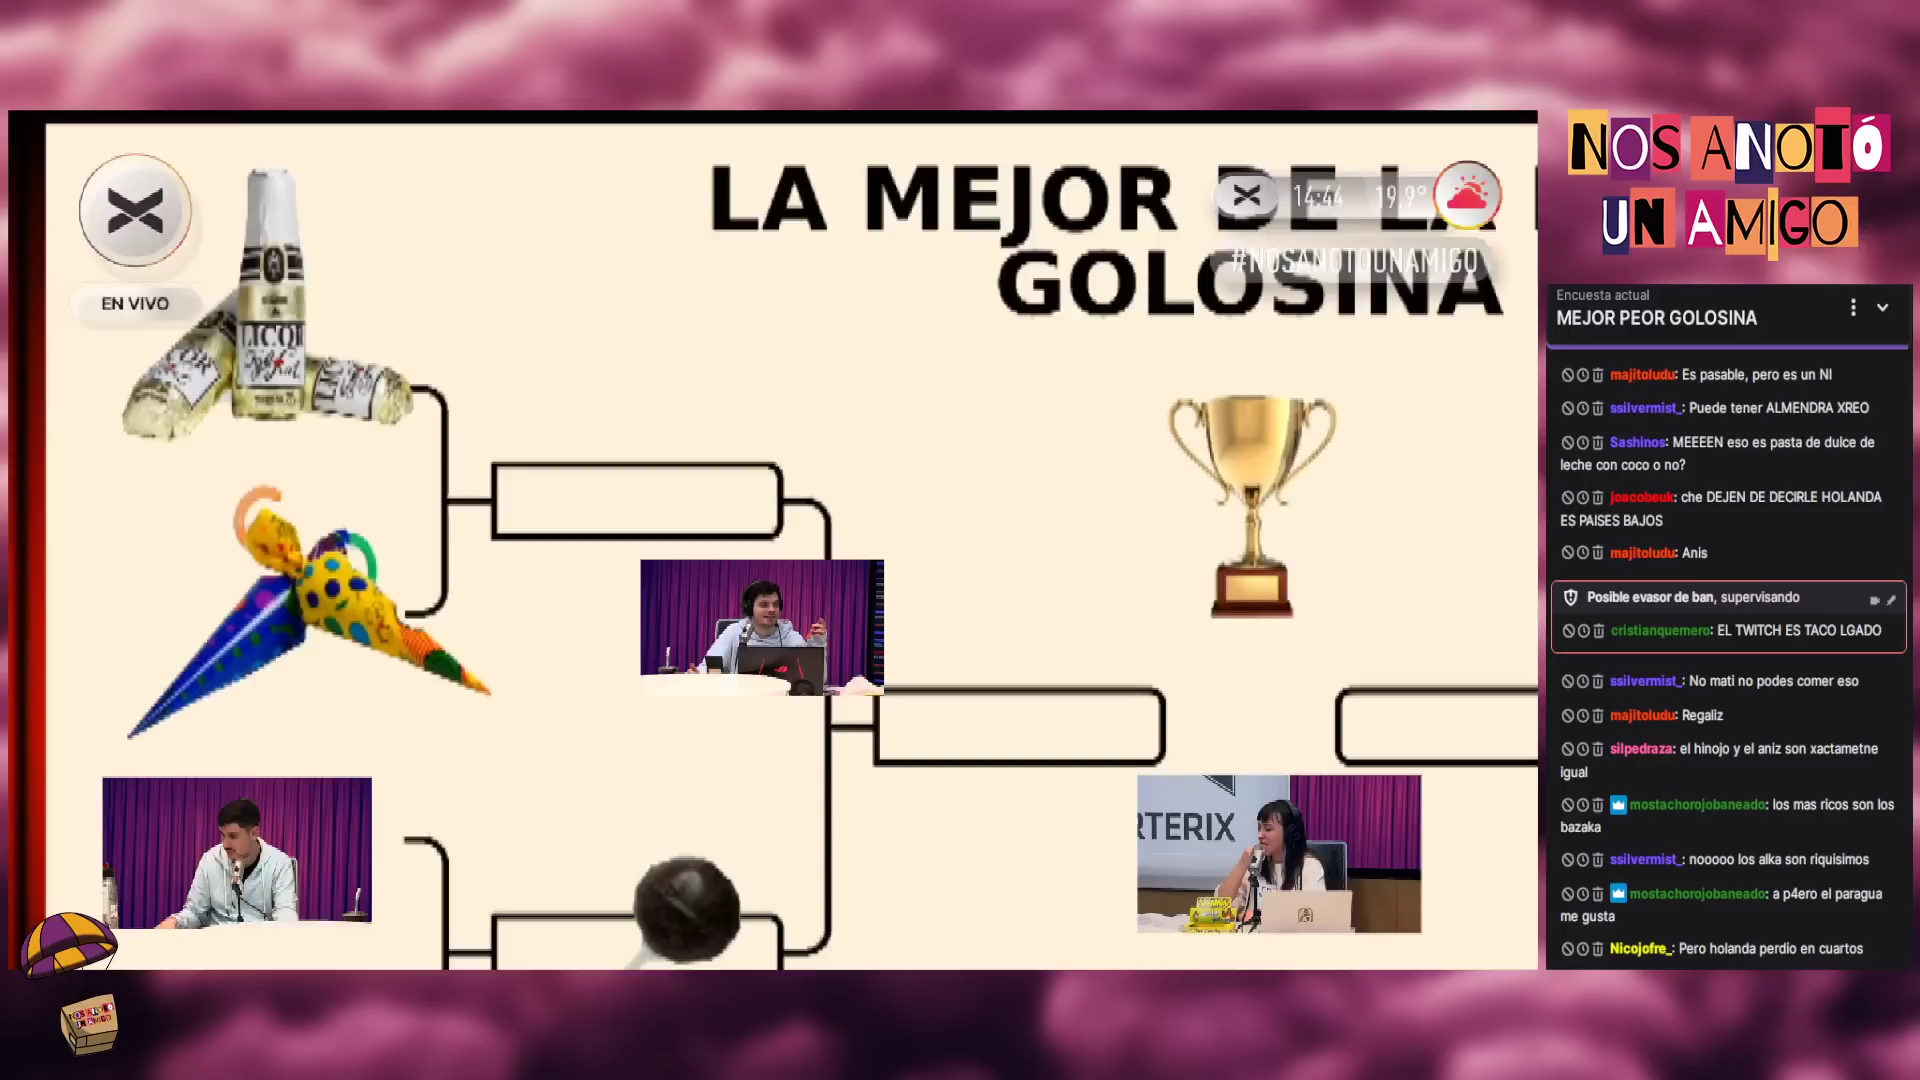 LA MEJOR DE LA
GOLOSINA
14:44 19,9°
#NOSANOTOUNAMIGO
EN VIVO
LICOR
RTERIX
NOS ANOTÓ
UN AMIGO
Encuesta actual
MEJOR PEOR GOLOSINA
majitoludu: Es pasable, pero es un NI
ssilvermist_: Puede tener ALMENDRA XREO
Sashinos: MEEEEN eso es pasta de dulce de
leche con coco o no?
joacobeuk: che DEJEN DE DECIRLE HOLANDA
ES PAISES BAJOS
majitoludu: Anis
Posible evasor de ban, supervisando
cristianquemero: EL TWITCH ES TACO LGADO
ssilvermist_: No mati no podes comer eso
majitoludu: Regaliz
silpedraza: el hinojo y el aniz son xactametne
igual
mostachorojobaneado: los mas ricos son los
bazaka
ssilvermist_: nooooo los alka son riquisimos
mostachorojobaneado: a p4ero el paragua
me gusta
Nicojofre_: Pero holanda perdio en cuartos
NOS ANOTÓ
UN AMIGO